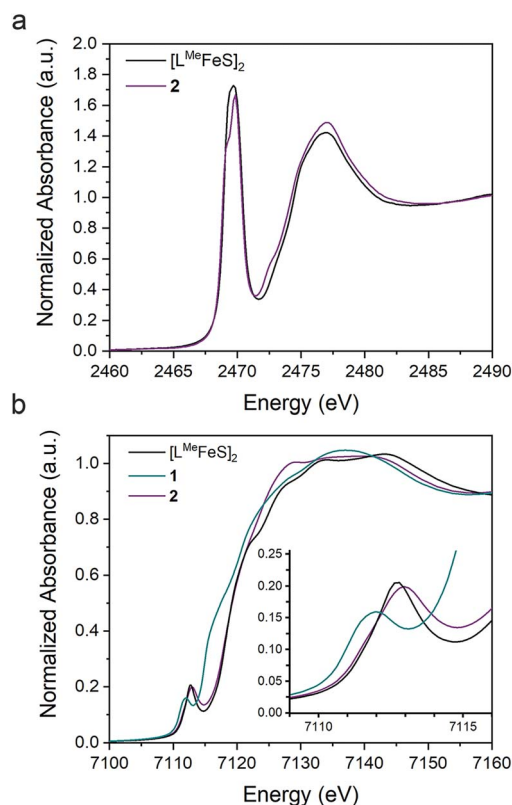 a
[L^MeFeS]₂
2
Normalized Absorbance (a.u.)
2.0
1.8
1.6
1.4
1.2
1.0
0.8
0.6
0.4
0.2
0.0
2460 2465 2470 2475 2480 2485 2490
Energy (eV)
b
[L^MeFeS]₂
1
2
Normalized Absorbance (a.u.)
1.0
0.8
0.6
0.4
0.2
0.0
0.25
0.20
0.15
0.10
0.05
0.00
7110 7115
7100 7110 7120 7130 7140 7150 7160
Energy (eV)